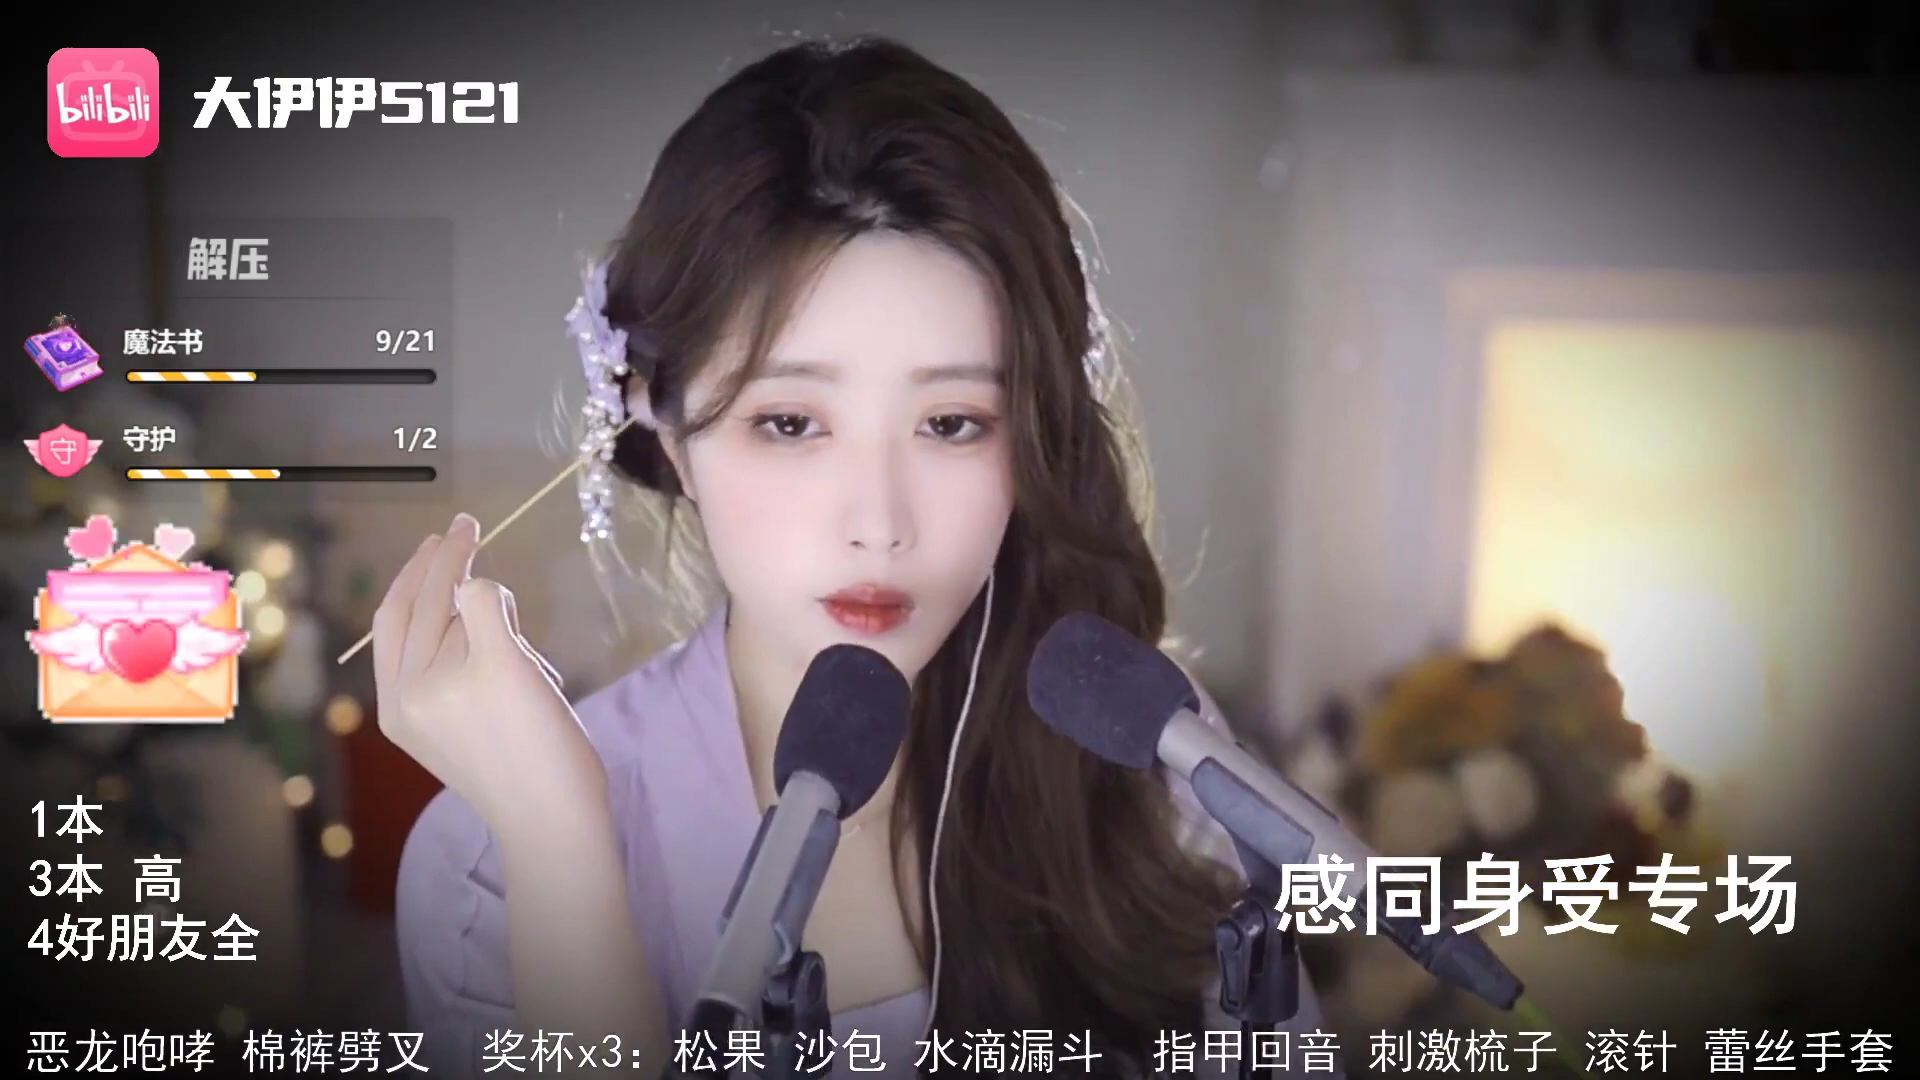 bilibili 大伊伊5121
解压
魔法书 9/21
守 守护 1/2
1本
3本 高
4好朋友全
感同身受专场
恶龙咆哮 棉裤劈叉 奖杯x3：松果 沙包 水滴漏斗 指甲回音 刺激梳子 滚针 蕾丝手套